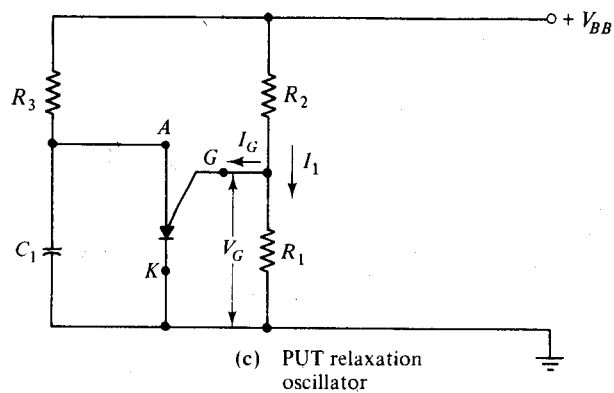 + V_BB
R_3
R_2
A
I_G
G
I_1
C_1
V_G
R_1
K
(c) PUT relaxation
oscillator